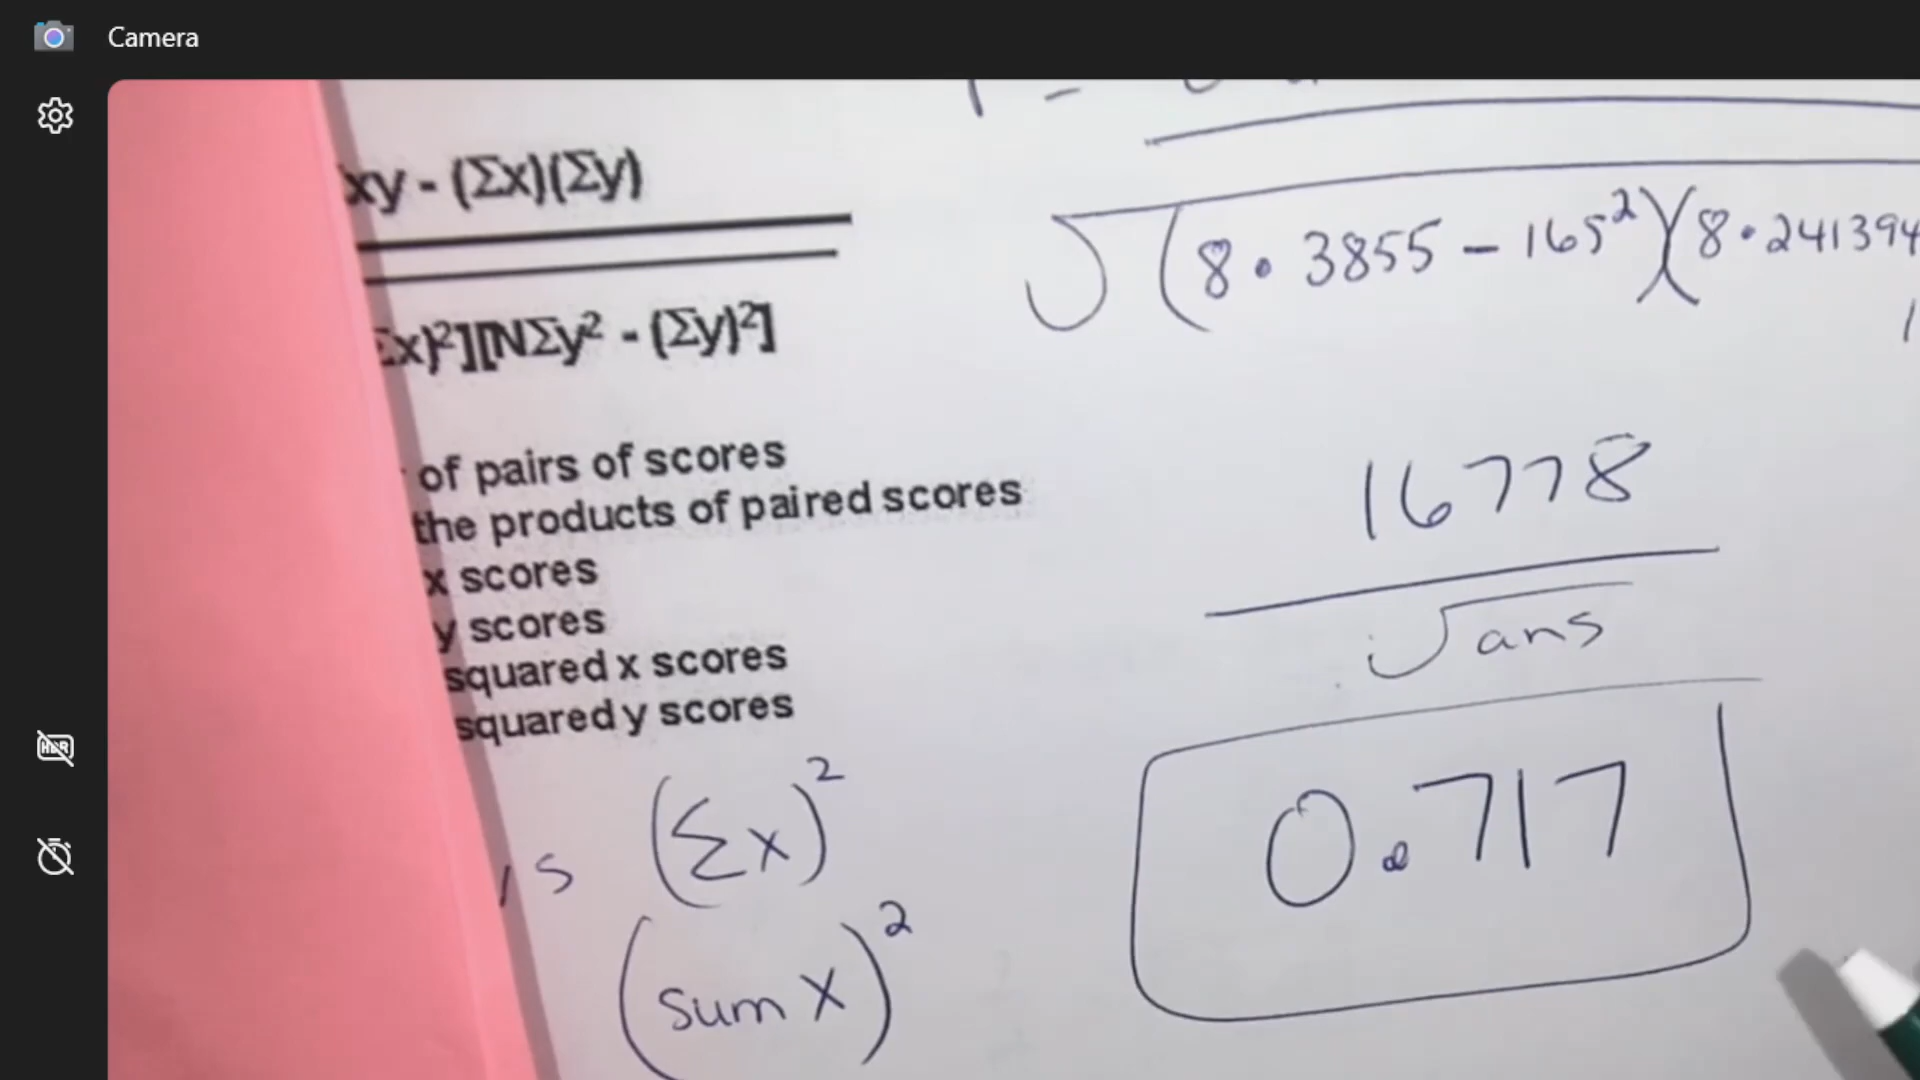 Camera
xy - (Σx)(Σy)
Σx)²][NΣy² - (Σy)²]
of pairs of scores
the products of paired scores
x scores
y scores
squared x scores
squared y scores
is (Σx)²
(sum x)²
√(8·3855 - 165²)(8·241394
16778
√ans
0.717